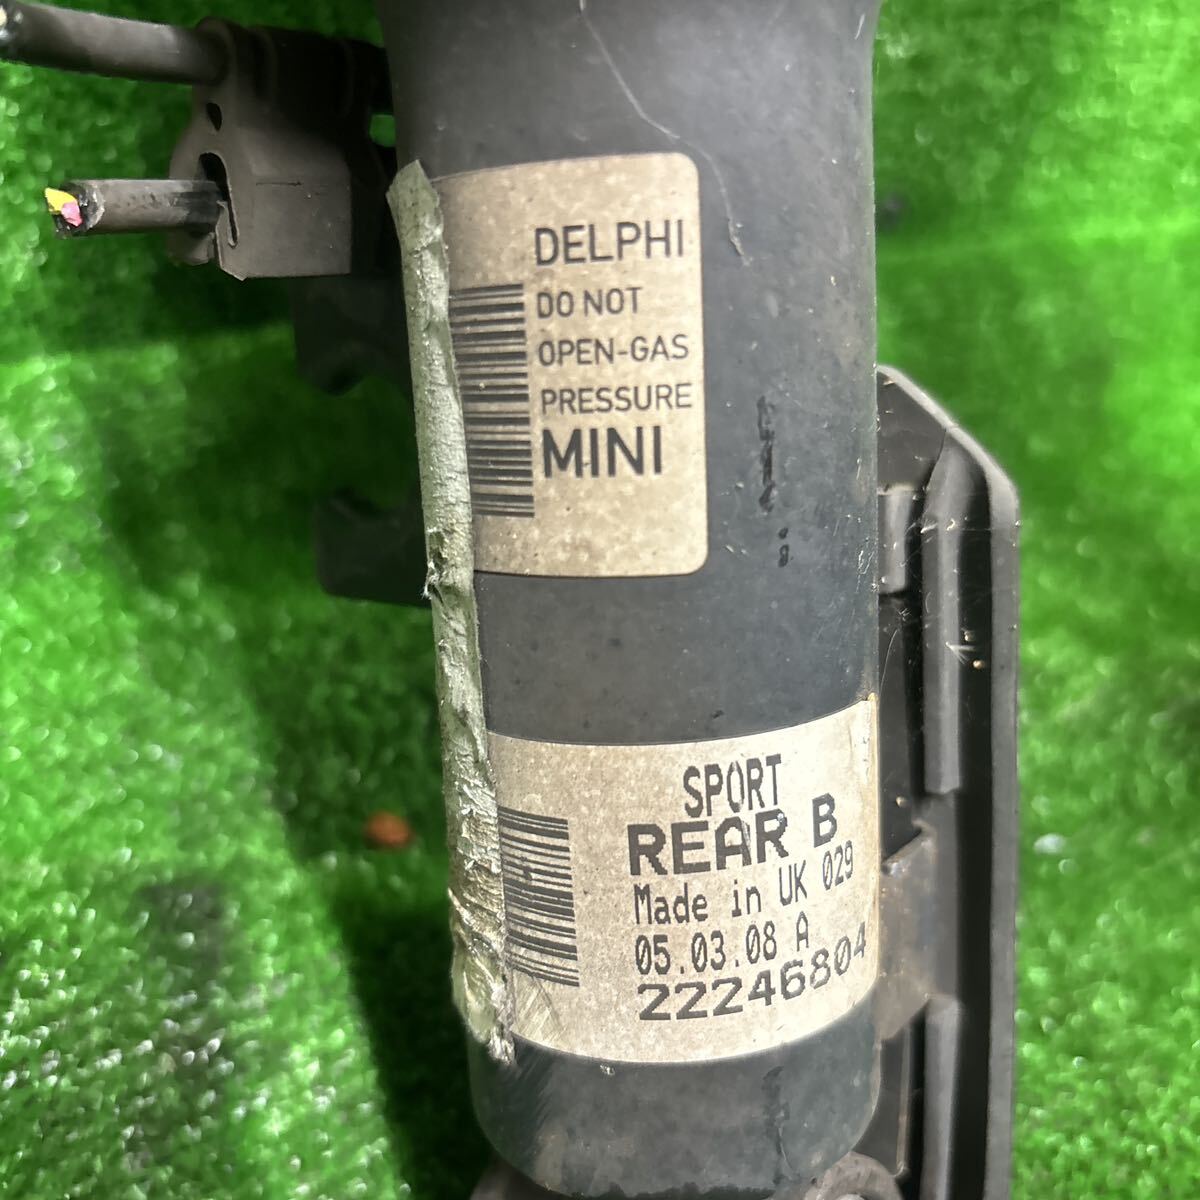 DELPHI
DO NOT
OPEN-GAS
PRESSURE
MINI
SPORT
REAR B
Made in UK 029
05.03.08 A
22246804